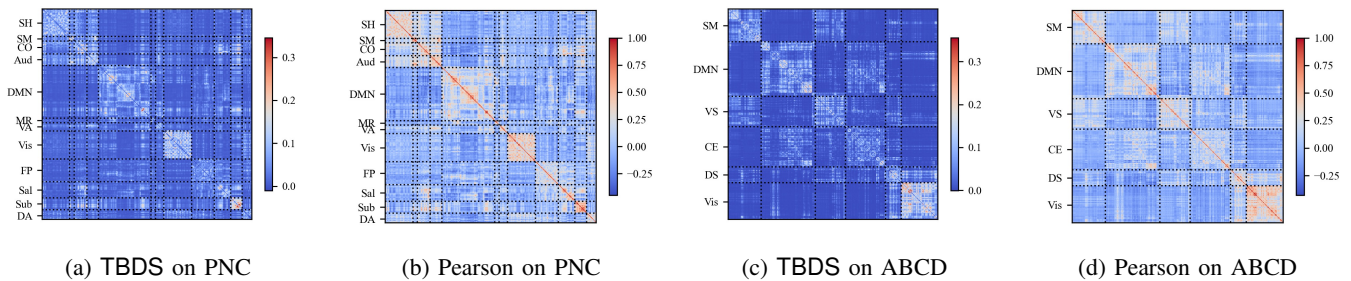 SH
SM
CO
Aud
DMN
MR
VA
Vis
FP
Sal
Sub
DA
0.3
0.2
0.1
0.0
SH
SM
CO
Aud
DMN
MR
VA
Vis
FP
Sal
Sub
DA
1.00
0.75
0.50
0.25
0.00
−0.25
SM
DMN
VS
CE
DS
Vis
0.3
0.2
0.1
0.0
SM
DMN
VS
CE
DS
Vis
1.00
0.75
0.50
0.25
0.00
−0.25
(a) TBDS on PNC
(b) Pearson on PNC
(c) TBDS on ABCD
(d) Pearson on ABCD